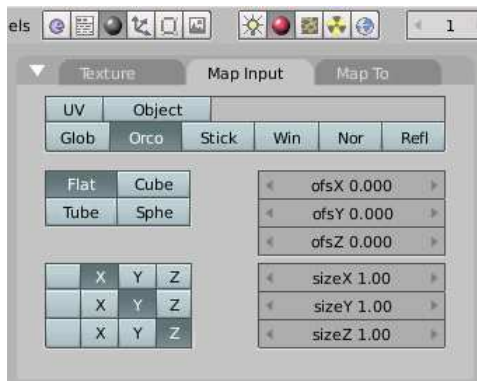 els 1
Texture Map Input Map To
UV Object
Glob Orco Stick Win Nor Refl
Flat Cube
Tube Sphe
ofsX 0.000
ofsY 0.000
ofsZ 0.000
X Y Z
X Y Z
X Y Z
sizeX 1.00
sizeY 1.00
sizeZ 1.00